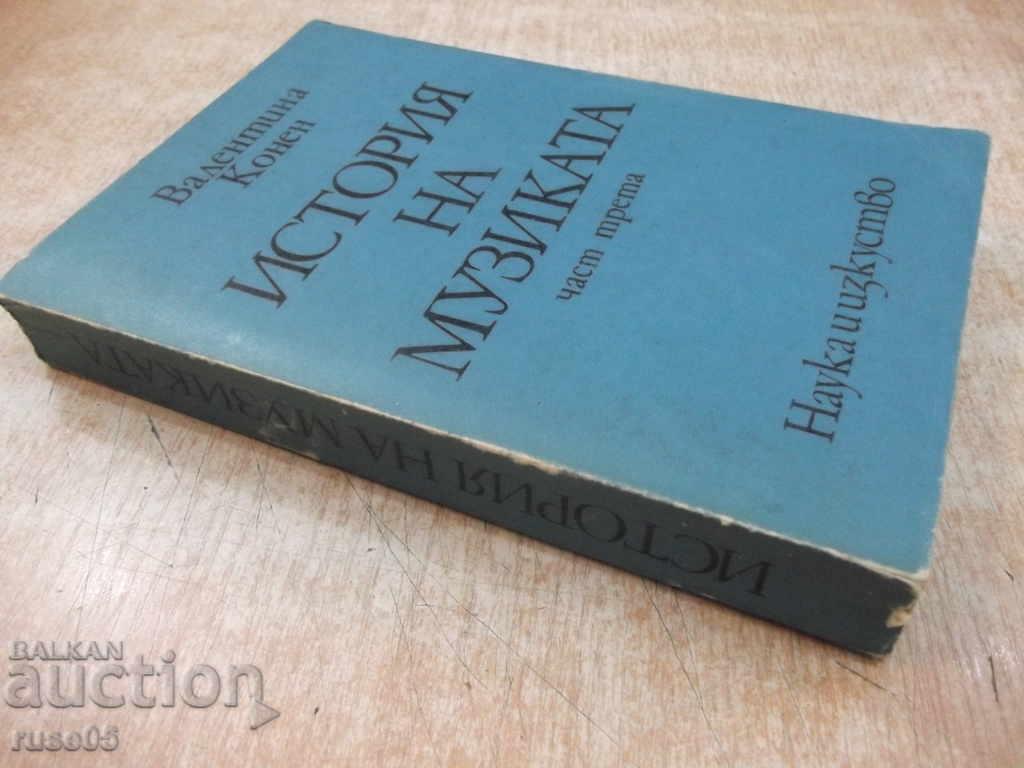 Валентина
Конен
ИСТОРИЯ
НА
МУЗИКАТА
част трета
Наука и изкуство
ИСТОРИЯ НА МУЗИКАТА
BALKAN
auction
ruse05